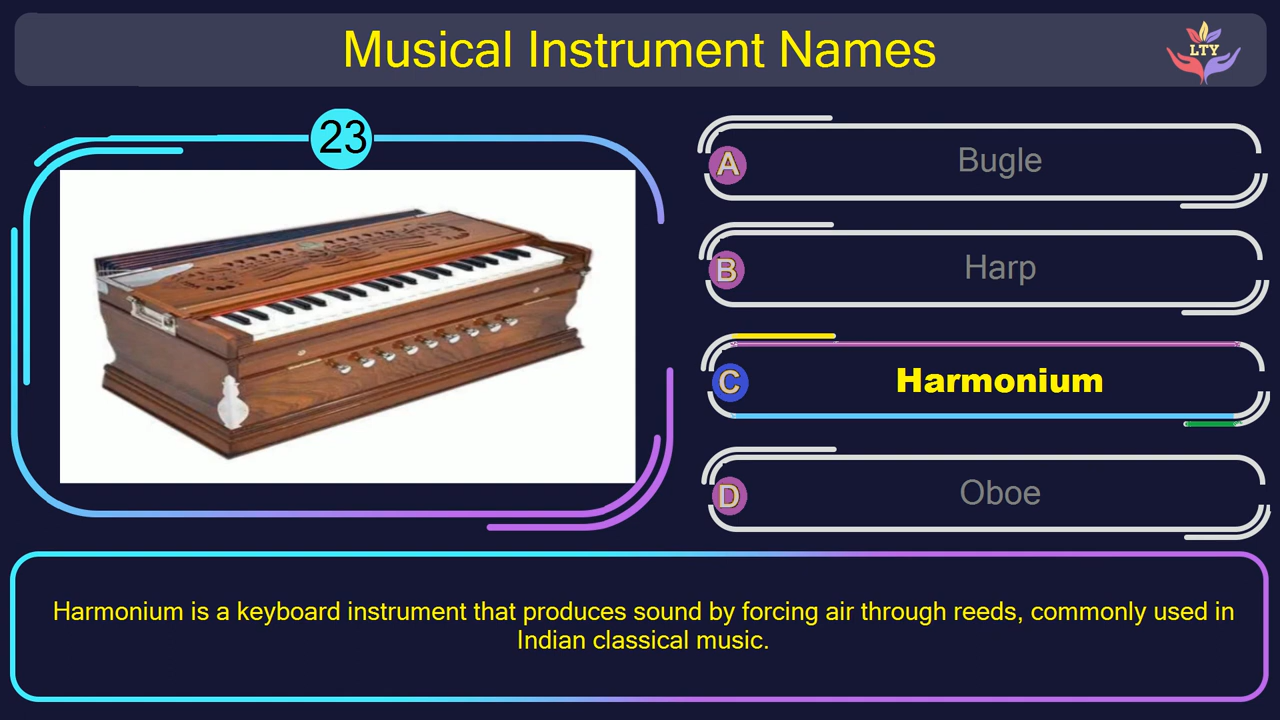 Musical Instrument Names
LTY
23
A
Bugle
B
Harp
C
Harmonium
D
Oboe
Harmonium is a keyboard instrument that produces sound by forcing air through reeds, commonly used in
Indian classical music.